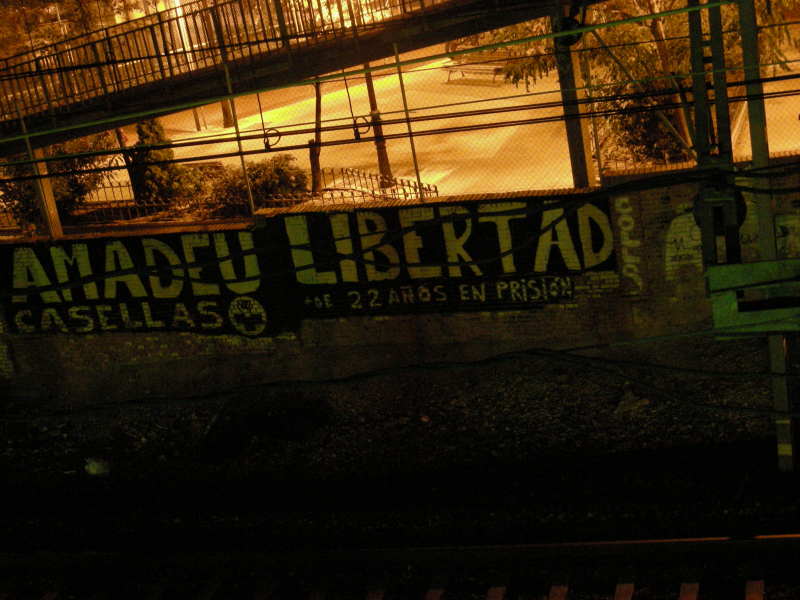 AMADEU LIBERTAD
CASELLAS +DE 22 AÑOS EN PRISIÓN